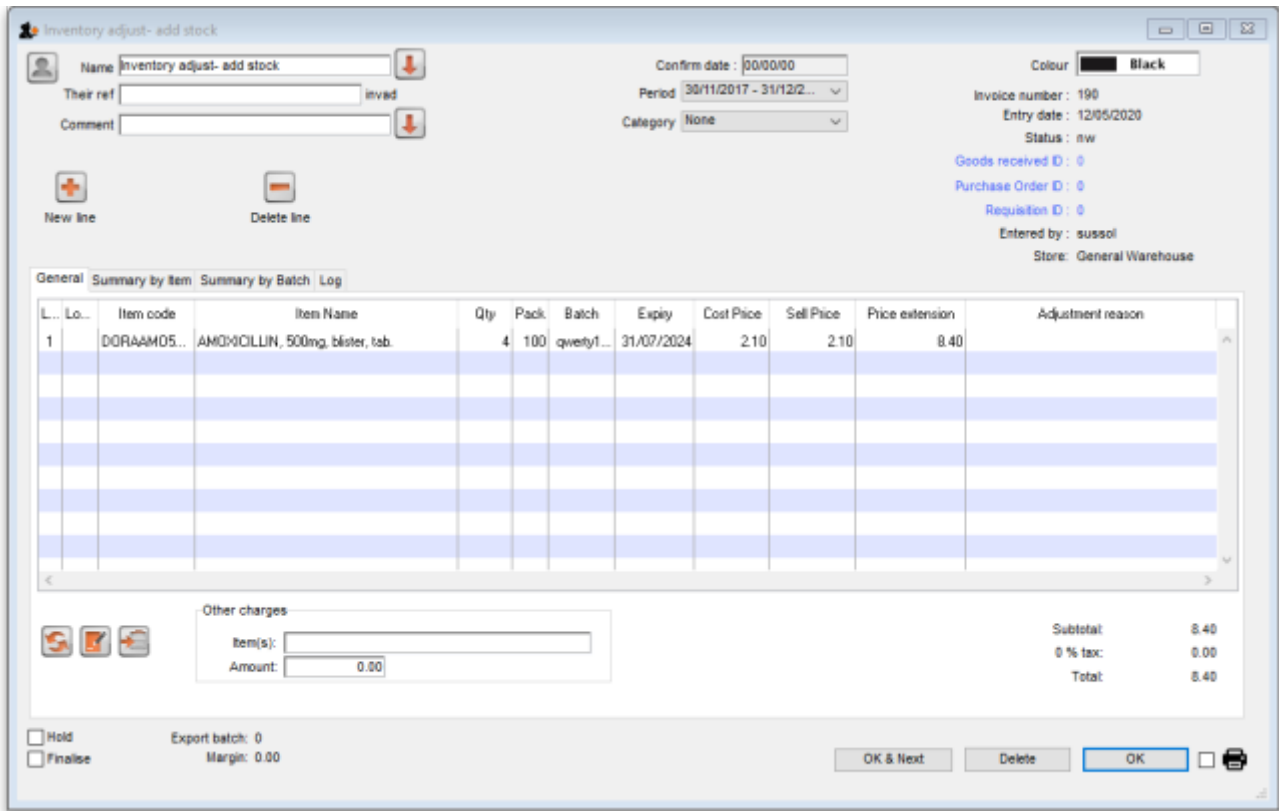 Inventory adjust- add stock
Name Inventory adjust- add stock
Their ref invad
Comment
Confirm date : 00/00/00
Period 30/11/2017 - 31/12/2...
Category None
Colour Black
Invoice number : 190
Entry date : 12/05/2020
Status : nw
Goods received ID : 0
Purchase Order ID : 0
Requisition ID : 0
Entered by : sussol
Store: General Warehouse
New line Delete line
General Summary by Item Summary by Batch Log
L... Lo... Item code Item Name Qty Pack Batch Expiry Cost Price Sell Price Price extension Adjustment reason
1 DORAAMO5... AMOXICILLIN, 500mg, blister, tab. 4 100 qwerty1... 31/07/2024 2.10 2.10 8.40
Other charges
Item(s):
Amount: 0.00
Subtotal: 8.40
0 % tax: 0.00
Total: 8.40
Hold Export batch: 0
Finalise Margin: 0.00
OK & Next Delete OK